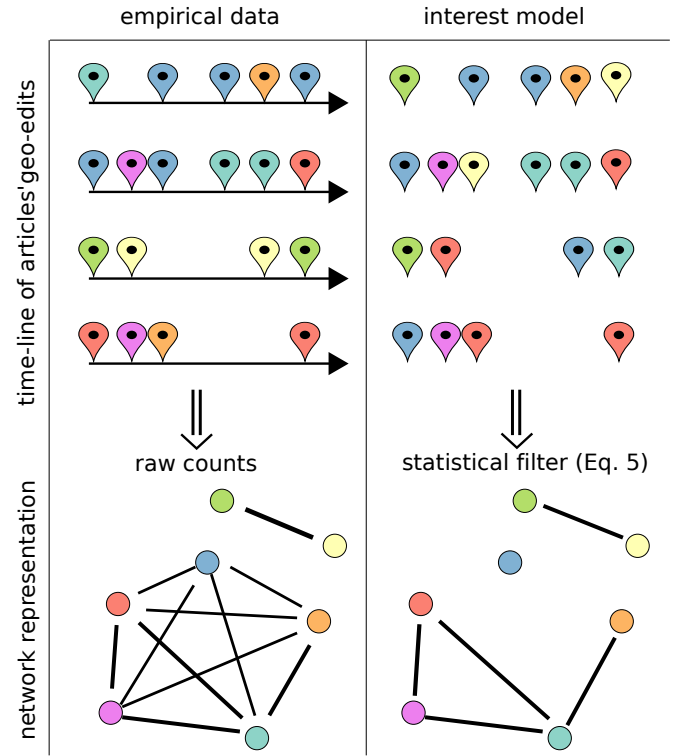 empirical data
interest model
time-line of articles'geo-edits
raw counts
statistical filter (Eq. 5)
network representation